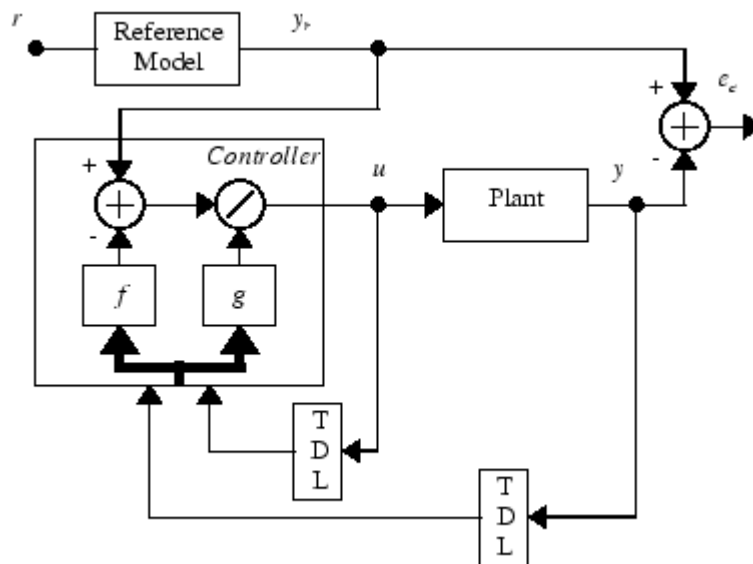 r
Reference
Model
y_r
+
-
e_c
Controller
+
-
u
Plant
y
f
g
T
D
L
T
D
L